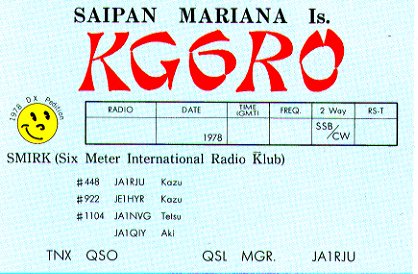 SAIPAN MARIANA Is.
KG6RO
1978 DX Pedition
RADIO DATE TIME (GMT) FREQ. 2 Way RS-T
1978 SSB/CW
SMIRK (Six Meter International Radio Klub)
#448 JA1RJU Kazu
#922 JE1HYR Kazu
#1104 JA1NVG Tetsu
JA1QIY Aki
TNX QSO QSL MGR. JA1RJU